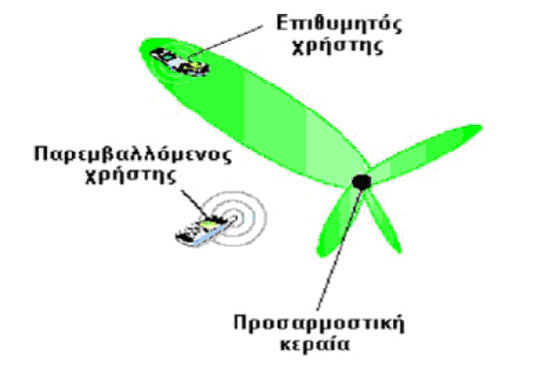 Επιθυμητός
χρήστης
Παρεμβαλλόμενος
χρήστης
Προσαρμοστική
κεραία